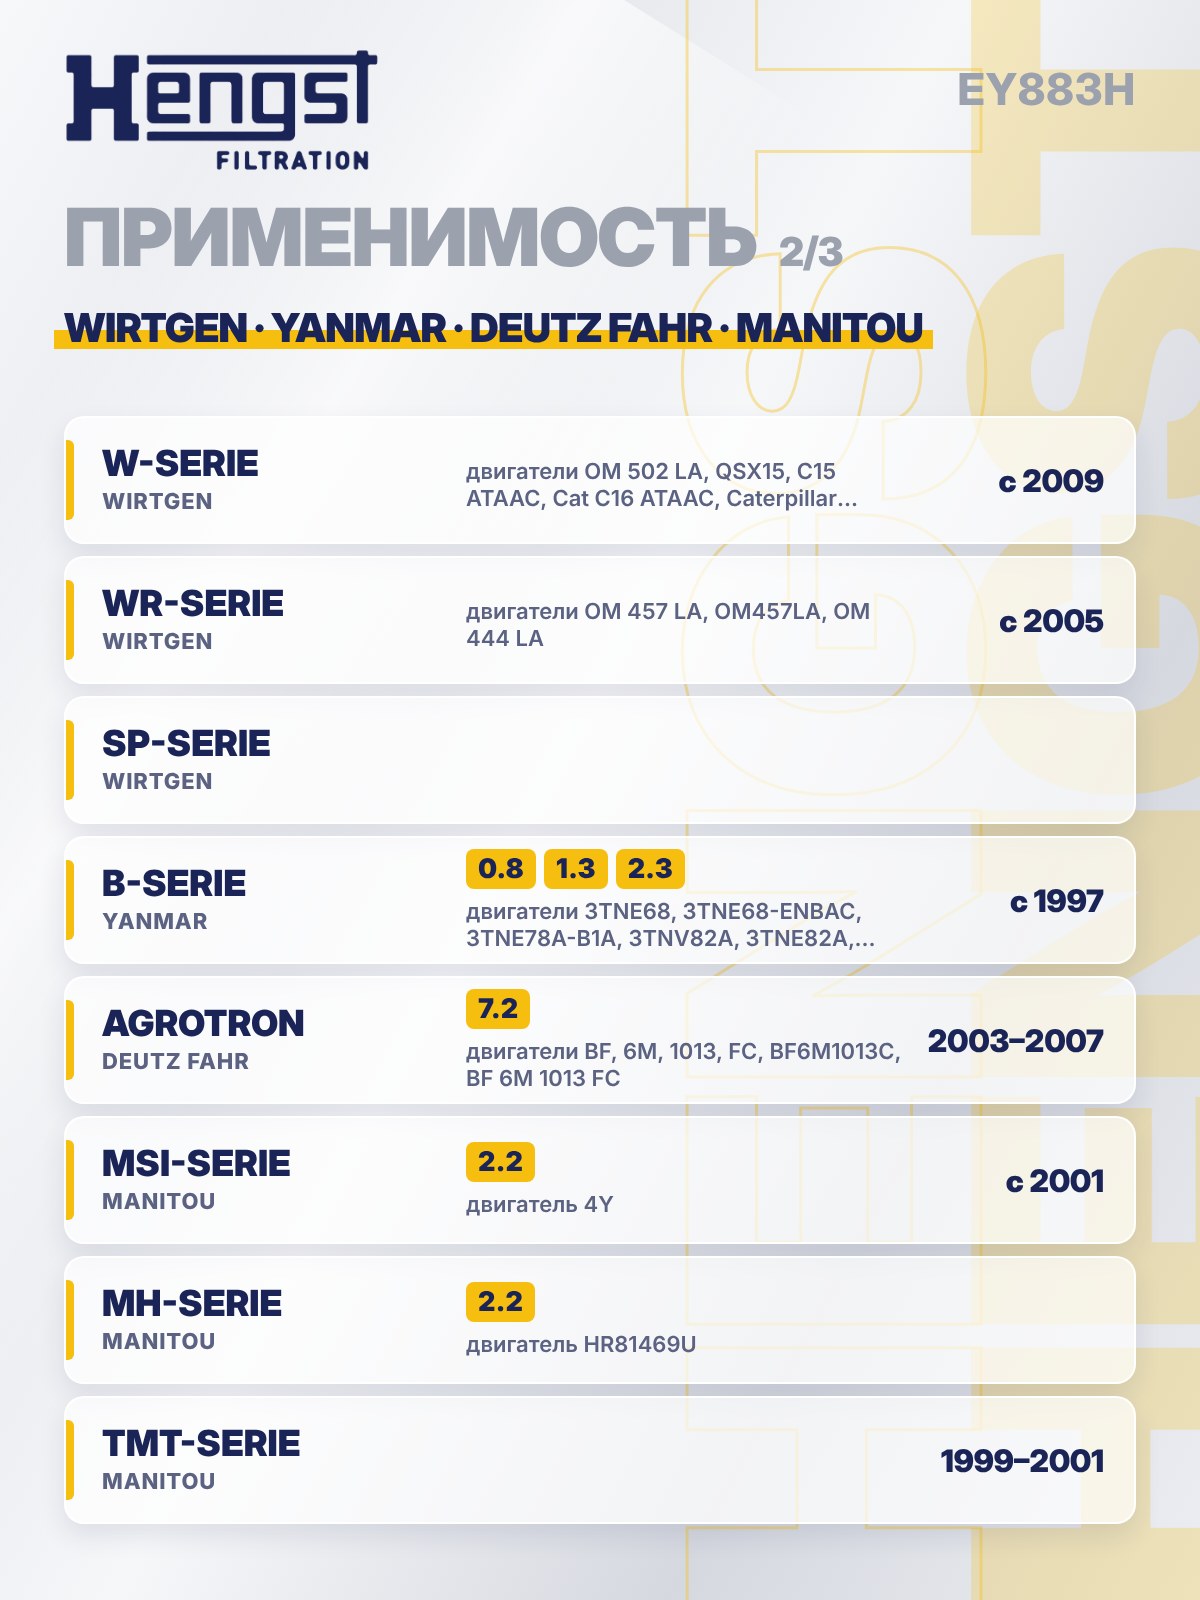 Hengst
FILTRATION
EY883H
ПРИМЕНИМОСТЬ 2/3
WIRTGEN · YANMAR · DEUTZ FAHR · MANITOU
W-SERIE
WIRTGEN
двигатели OM 502 LA, QSX15, C15
ATAAC, Cat C16 ATAAC, Caterpillar...
с 2009
WR-SERIE
WIRTGEN
двигатели OM 457 LA, OM457LA, OM
444 LA
с 2005
SP-SERIE
WIRTGEN
B-SERIE
YANMAR
0.8 1.3 2.3
двигатели 3TNE68, 3TNE68-ENBAC,
3TNE78A-B1A, 3TNV82A, 3TNE82A,...
с 1997
AGROTRON
DEUTZ FAHR
7.2
двигатели BF, 6M, 1013, FC, BF6M1013C,
BF 6M 1013 FC
2003–2007
MSI-SERIE
MANITOU
2.2
двигатель 4Y
с 2001
MH-SERIE
MANITOU
2.2
двигатель HR81469U
TMT-SERIE
MANITOU
1999–2001
HENGST
HENGST